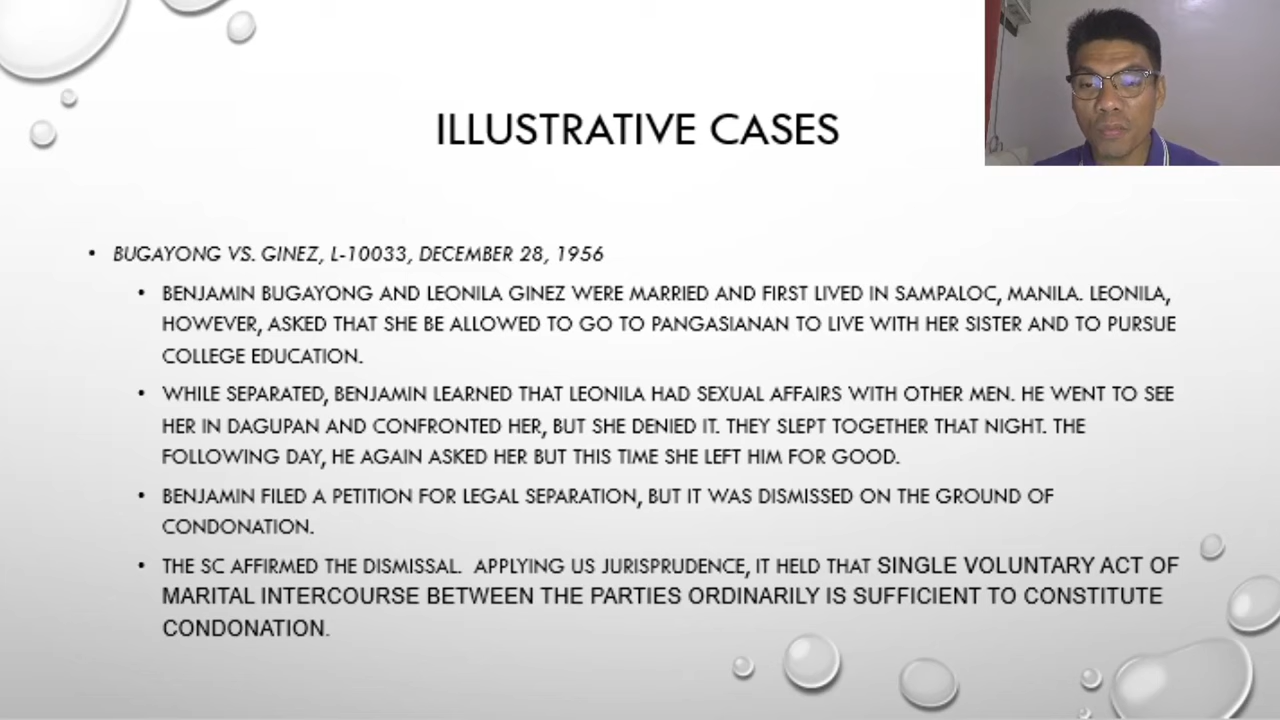 ILLUSTRATIVE CASES
• BUGAYONG VS. GINEZ, L-10033, DECEMBER 28, 1956
• BENJAMIN BUGAYONG AND LEONILA GINEZ WERE MARRIED AND FIRST LIVED IN SAMPALOC, MANILA. LEONILA,
HOWEVER, ASKED THAT SHE BE ALLOWED TO GO TO PANGASIANAN TO LIVE WITH HER SISTER AND TO PURSUE
COLLEGE EDUCATION.
• WHILE SEPARATED, BENJAMIN LEARNED THAT LEONILA HAD SEXUAL AFFAIRS WITH OTHER MEN. HE WENT TO SEE
HER IN DAGUPAN AND CONFRONTED HER, BUT SHE DENIED IT. THEY SLEPT TOGETHER THAT NIGHT. THE
FOLLOWING DAY, HE AGAIN ASKED HER BUT THIS TIME SHE LEFT HIM FOR GOOD.
• BENJAMIN FILED A PETITION FOR LEGAL SEPARATION, BUT IT WAS DISMISSED ON THE GROUND OF
CONDONATION.
• THE SC AFFIRMED THE DISMISSAL. APPLYING US JURISPRUDENCE, IT HELD THAT SINGLE VOLUNTARY ACT OF
MARITAL INTERCOURSE BETWEEN THE PARTIES ORDINARILY IS SUFFICIENT TO CONSTITUTE
CONDONATION.